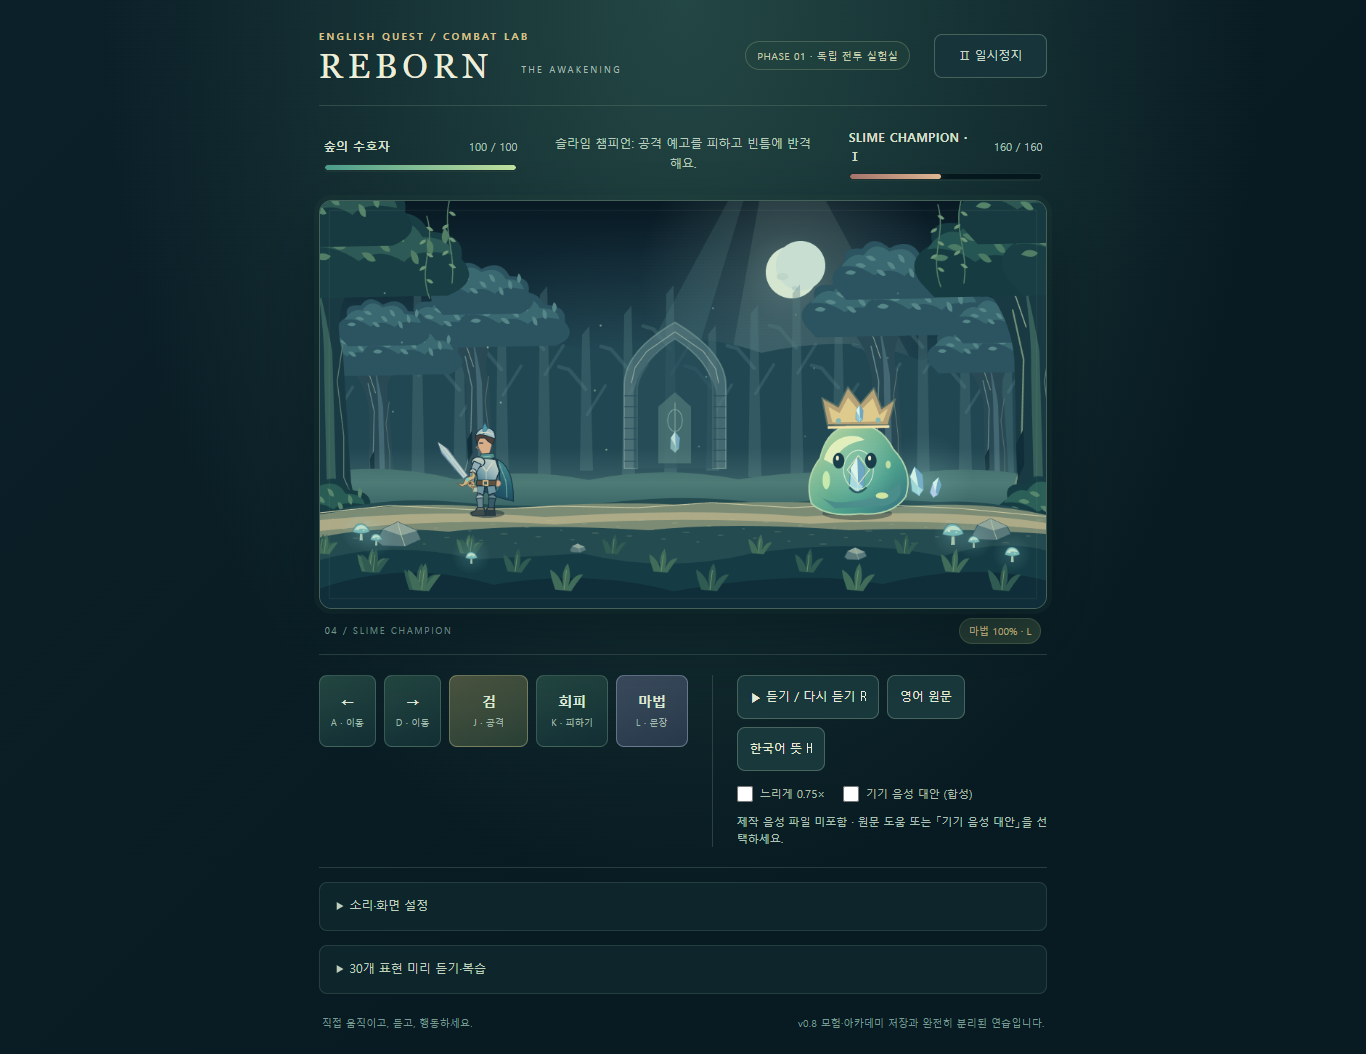 ENGLISH QUEST / COMBAT LAB
REBORN THE AWAKENING
PHASE 01 · 독립 전투 실험실
Ⅱ 일시정지
숲의 수호자 100 / 100
슬라임 챔피언: 공격 예고를 피하고 빈틈에 반격
해요.
SLIME CHAMPION ·
Ⅰ
160 / 160
04 / SLIME CHAMPION
마법 100% · L
←
A · 이동
→
D · 이동
검
J · 공격
회피
K · 피하기
마법
L · 문장
▶ 듣기 / 다시 듣기 R
영어 원문
한국어 뜻 H
느리게 0.75×
기기 음성 대안 (합성)
제작 음성 파일 미포함 · 원문 도움 또는 「기기 음성 대안」을 선
택하세요.
▶ 소리·화면 설정
▶ 30개 표현 미리 듣기·복습
직접 움직이고, 듣고, 행동하세요.
v0.8 모험·아카데미 저장과 완전히 분리된 연습입니다.